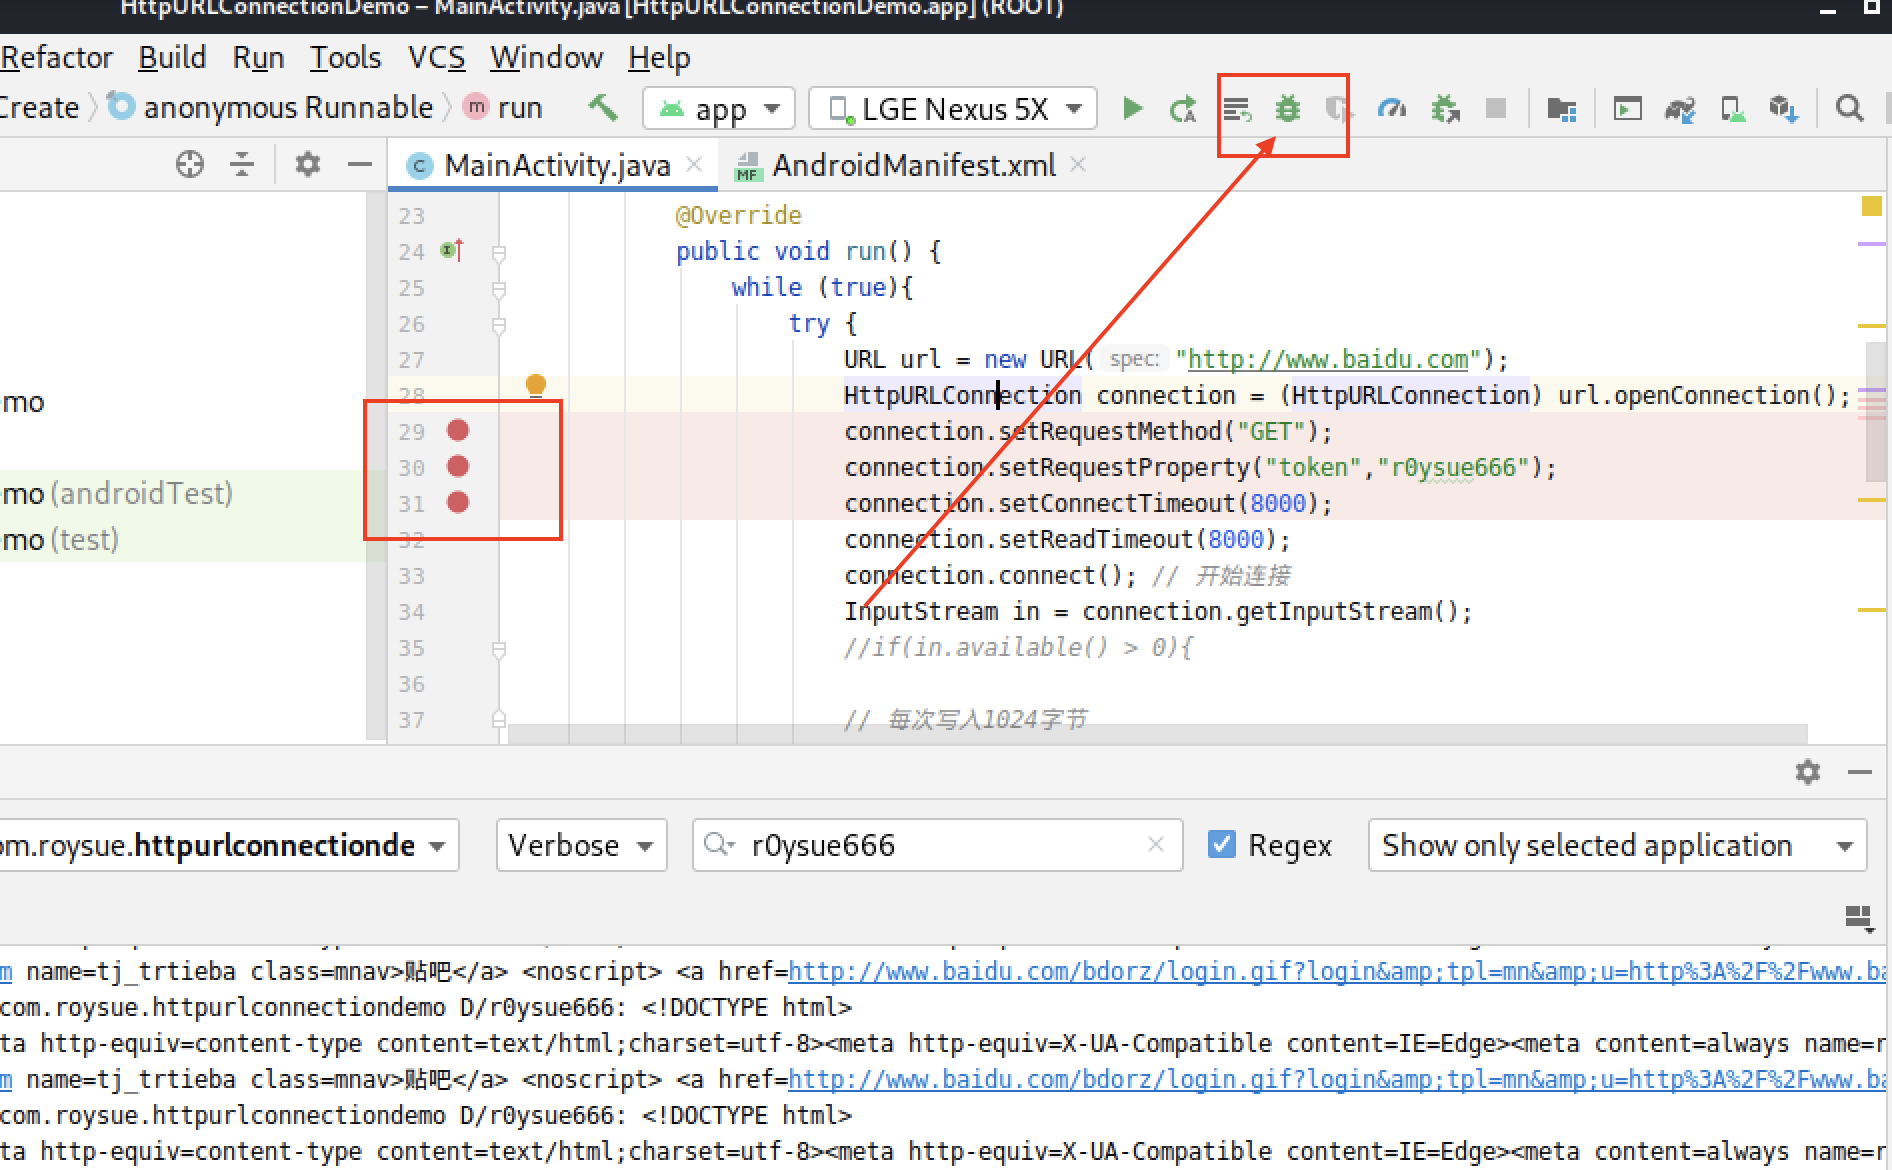 HttpURLConnectionDemo – MainActivity.java [HttpURLConnectionDemo.app] (ROOT)
Refactor Build Run Tools VCS Window Help
Create anonymous Runnable m run app LGE Nexus 5X
C MainActivity.java MF AndroidManifest.xml
23 @Override
24 public void run() {
25 while (true){
26 try {
27 URL url = new URL( spec: "http://www.baidu.com");
28 HttpURLConnection connection = (HttpURLConnection) url.openConnection();
29 connection.setRequestMethod("GET");
30 connection.setRequestProperty("token","r0ysue666");
31 connection.setConnectTimeout(8000);
32 connection.setReadTimeout(8000);
33 connection.connect(); // 开始连接
34 InputStream in = connection.getInputStream();
35 //if(in.available() > 0){
36
37 // 每次写入1024字节
mo
mo (androidTest)
mo (test)
om.roysue.httpurlconnectionde Verbose r0ysue666 Regex Show only selected application
m name=tj_trtieba class=mnav>贴吧</a> <noscript> <a href=http://www.baidu.com/bdorz/login.gif?login&amp;tpl=mn&amp;u=http%3A%2F%2Fwww.ba
com.roysue.httpurlconnectiondemo D/r0ysue666: <!DOCTYPE html>
ta http-equiv=content-type content=text/html;charset=utf-8><meta http-equiv=X-UA-Compatible content=IE=Edge><meta content=always name=r
m name=tj_trtieba class=mnav>贴吧</a> <noscript> <a href=http://www.baidu.com/bdorz/login.gif?login&amp;tpl=mn&amp;u=http%3A%2F%2Fwww.ba
com.roysue.httpurlconnectiondemo D/r0ysue666: <!DOCTYPE html>
ta http-equiv=content-type content=text/html;charset=utf-8><meta http-equiv=X-UA-Compatible content=IE=Edge><meta content=always name=r